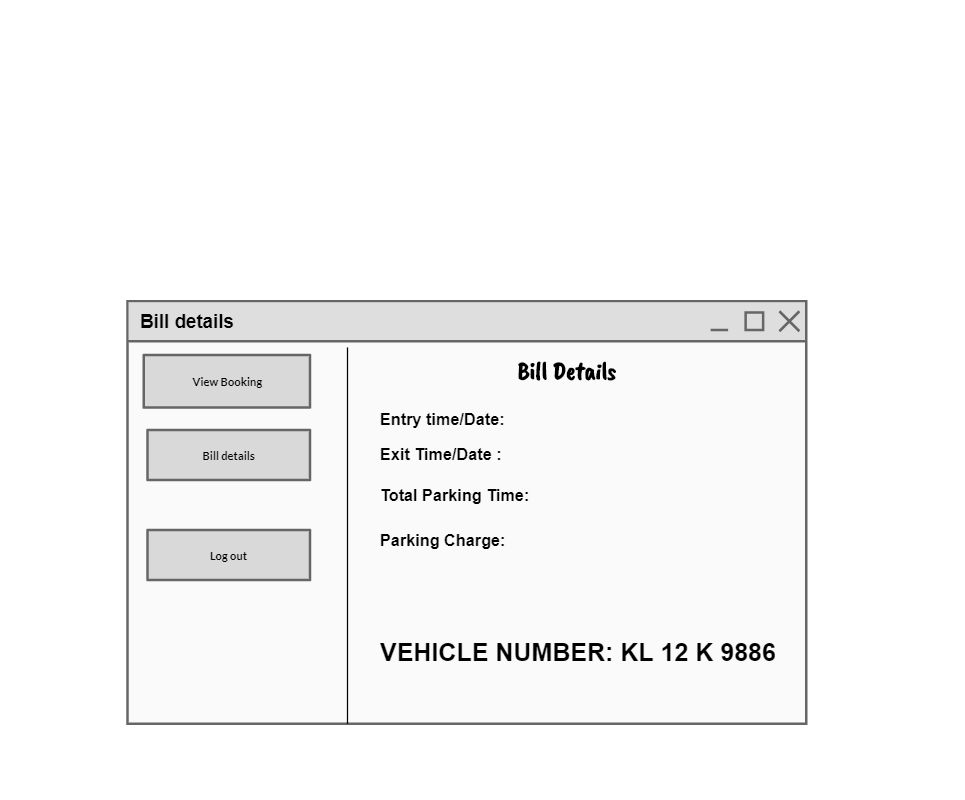 Bill details
View Booking
Bill details
Log out
Bill Details
Entry time/Date:
Exit Time/Date :
Total Parking Time:
Parking Charge:
VEHICLE NUMBER: KL 12 K 9886